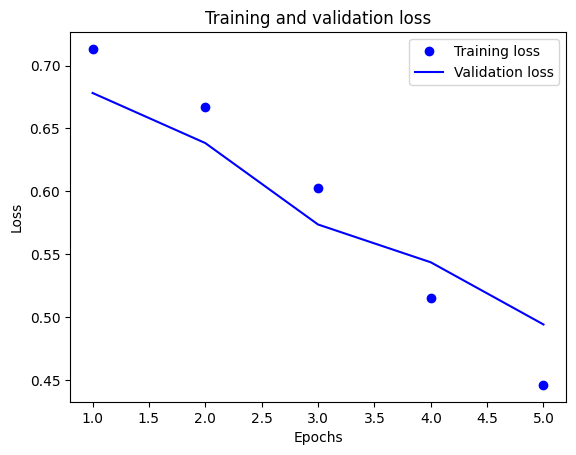 Training and validation loss
Training loss
Validation loss
Loss
0.70
0.65
0.60
0.55
0.50
0.45
1.0 1.5 2.0 2.5 3.0 3.5 4.0 4.5 5.0
Epochs